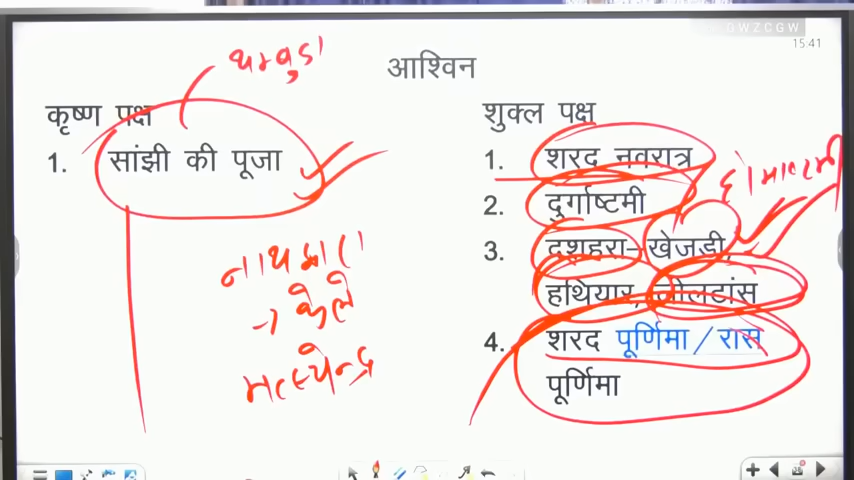 GWZCGW
15:41
आश्विन
कृष्ण पक्ष
1. सांझी की पूजा
नाथद्वारा
→ केले
मत्स्येन्द्र
शुक्ल पक्ष
1. शरद नवरात्र
2. दुर्गाष्टमी
3. दशहरा-खेजडी,
हथियार, लीलटांस
4. शरद पूर्णिमा/रास
पूर्णिमा